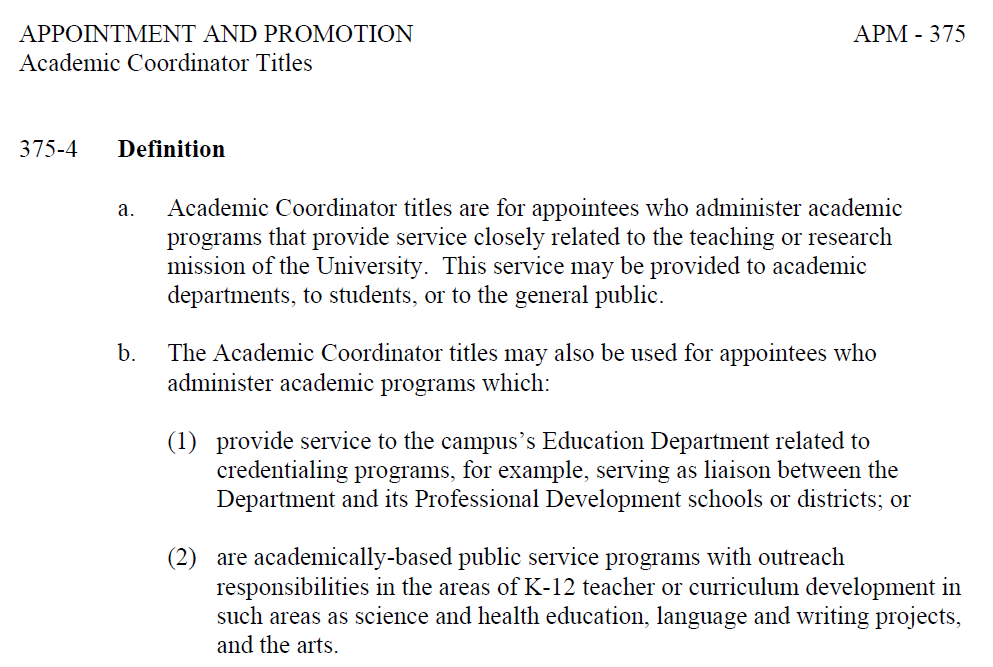 APPOINTMENT AND PROMOTION APM - 375
Academic Coordinator Titles
375-4 Definition
a. Academic Coordinator titles are for appointees who administer academic
programs that provide service closely related to the teaching or research
mission of the University. This service may be provided to academic
departments, to students, or to the general public.
b. The Academic Coordinator titles may also be used for appointees who
administer academic programs which:
(1) provide service to the campus’s Education Department related to
credentialing programs, for example, serving as liaison between the
Department and its Professional Development schools or districts; or
(2) are academically-based public service programs with outreach
responsibilities in the areas of K-12 teacher or curriculum development in
such areas as science and health education, language and writing projects,
and the arts.